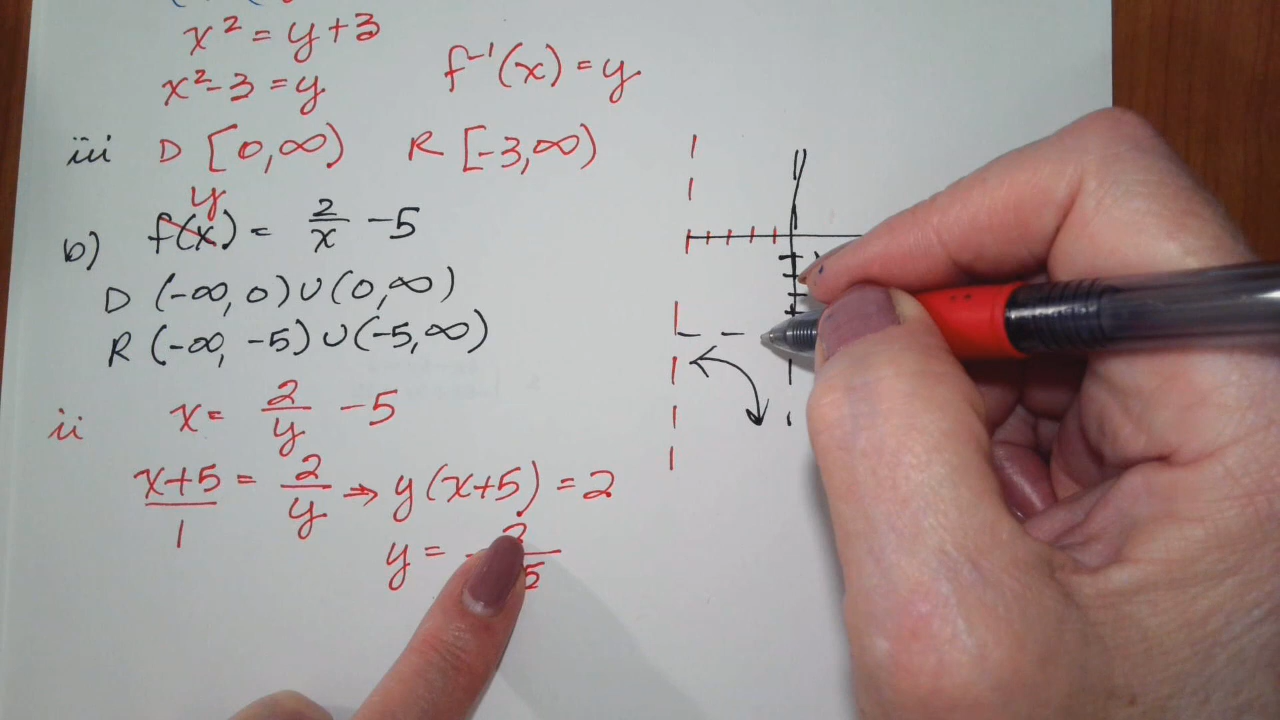 x² = y+3
x²-3 = y
f⁻¹(x) = y
iii D [0,∞) R [-3,∞)
y
b) f(x) = 2/x -5
D (-∞, 0) ∪ (0, ∞)
R (-∞, -5) ∪ (-5, ∞)
ii x = 2/y -5
x+5/1 = 2/y → y(x+5) = 2
y =
5